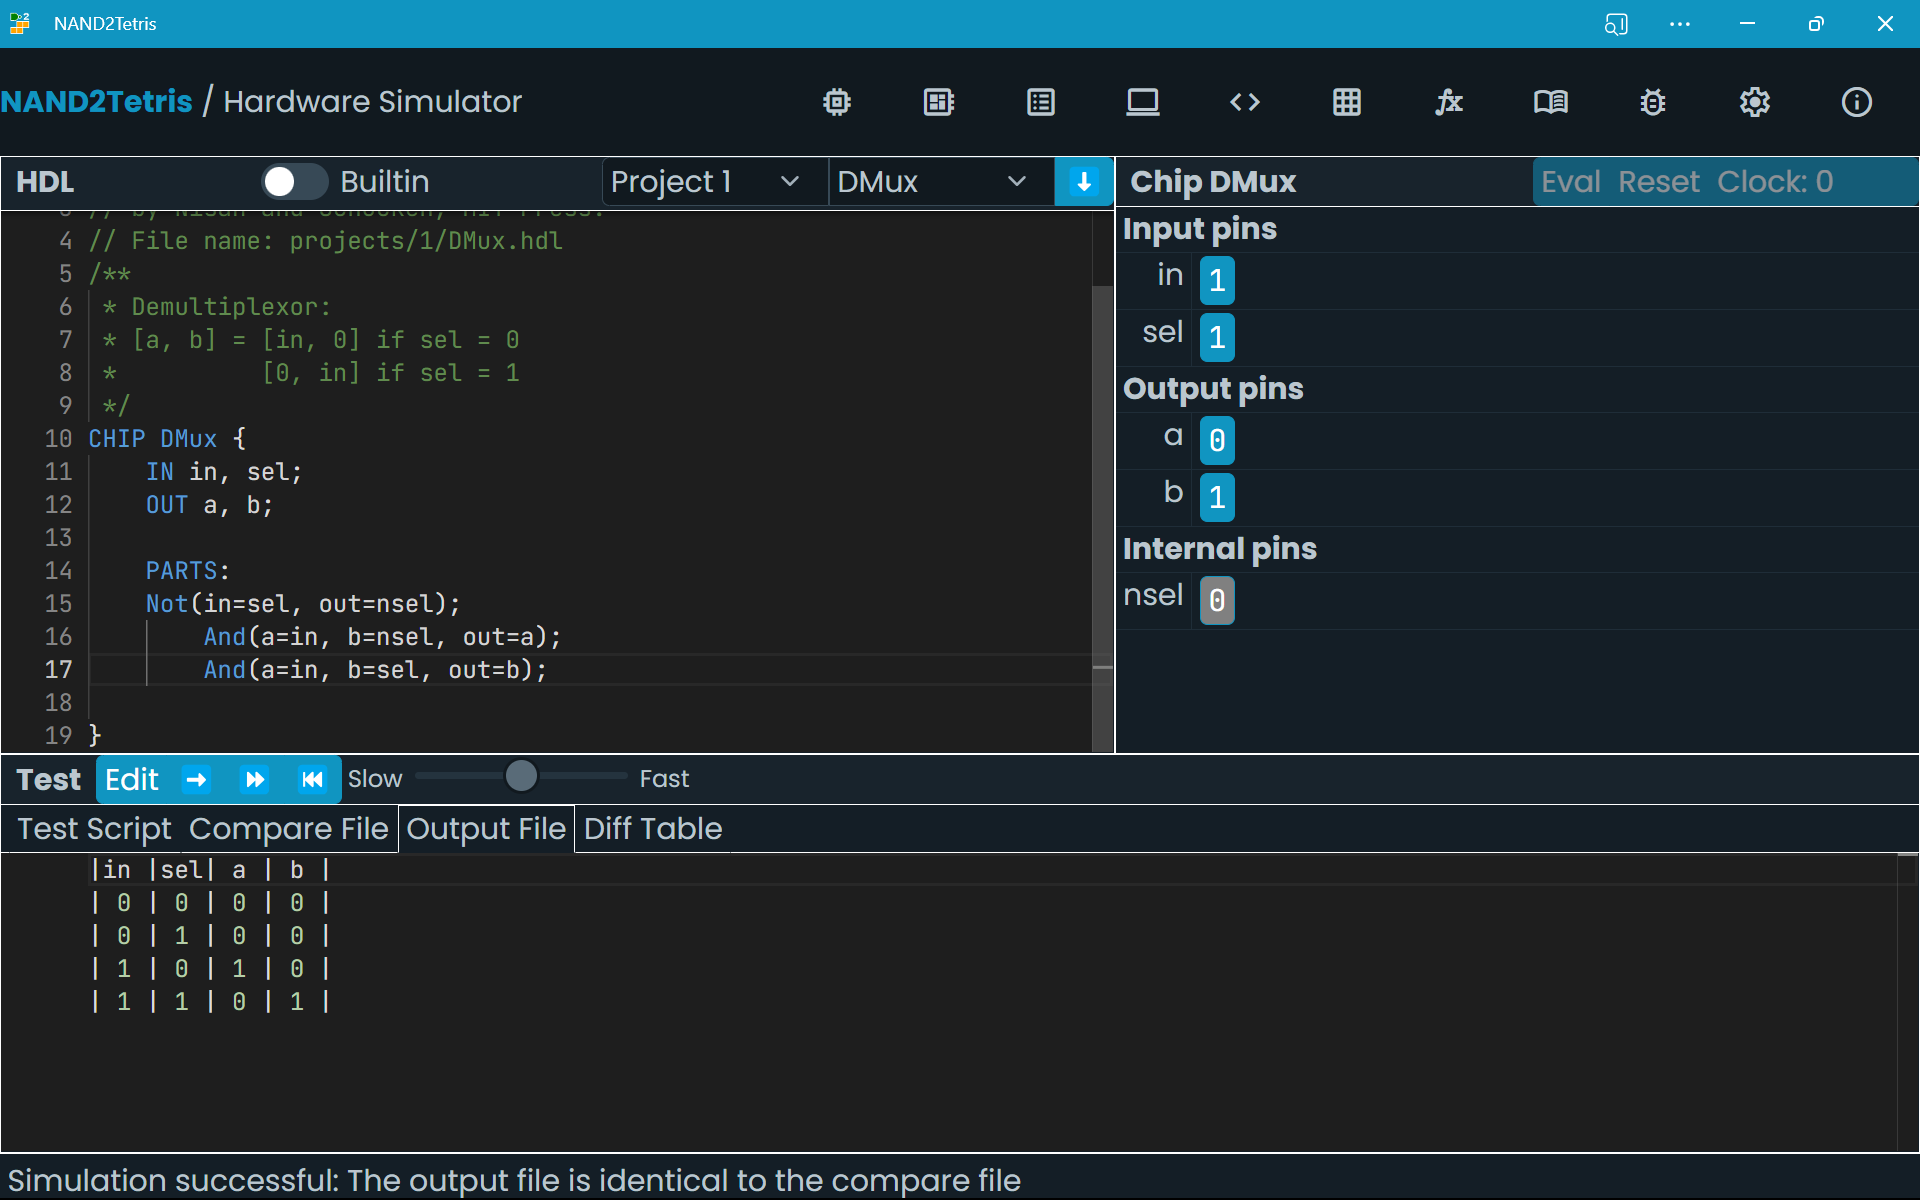 NAND2Tetris
NAND2Tetris / Hardware Simulator
HDL Builtin Project 1 DMux
4 // File name: projects/1/DMux.hdl
5 /**
6  * Demultiplexor:
7  * [a, b] = [in, 0] if sel = 0
8  *          [0, in] if sel = 1
9  */
10 CHIP DMux {
11     IN in, sel;
12     OUT a, b;
13
14     PARTS:
15     Not(in=sel, out=nsel);
16         And(a=in, b=nsel, out=a);
17         And(a=in, b=sel, out=b);
18
19 }
Chip DMux Eval Reset Clock: 0
Input pins
in 1
sel 1
Output pins
a 0
b 1
Internal pins
nsel 0
Test Edit Slow Fast
Test Script Compare File Output File Diff Table
|in |sel| a | b |
| 0 | 0 | 0 | 0 |
| 0 | 1 | 0 | 0 |
| 1 | 0 | 1 | 0 |
| 1 | 1 | 0 | 1 |
Simulation successful: The output file is identical to the compare file